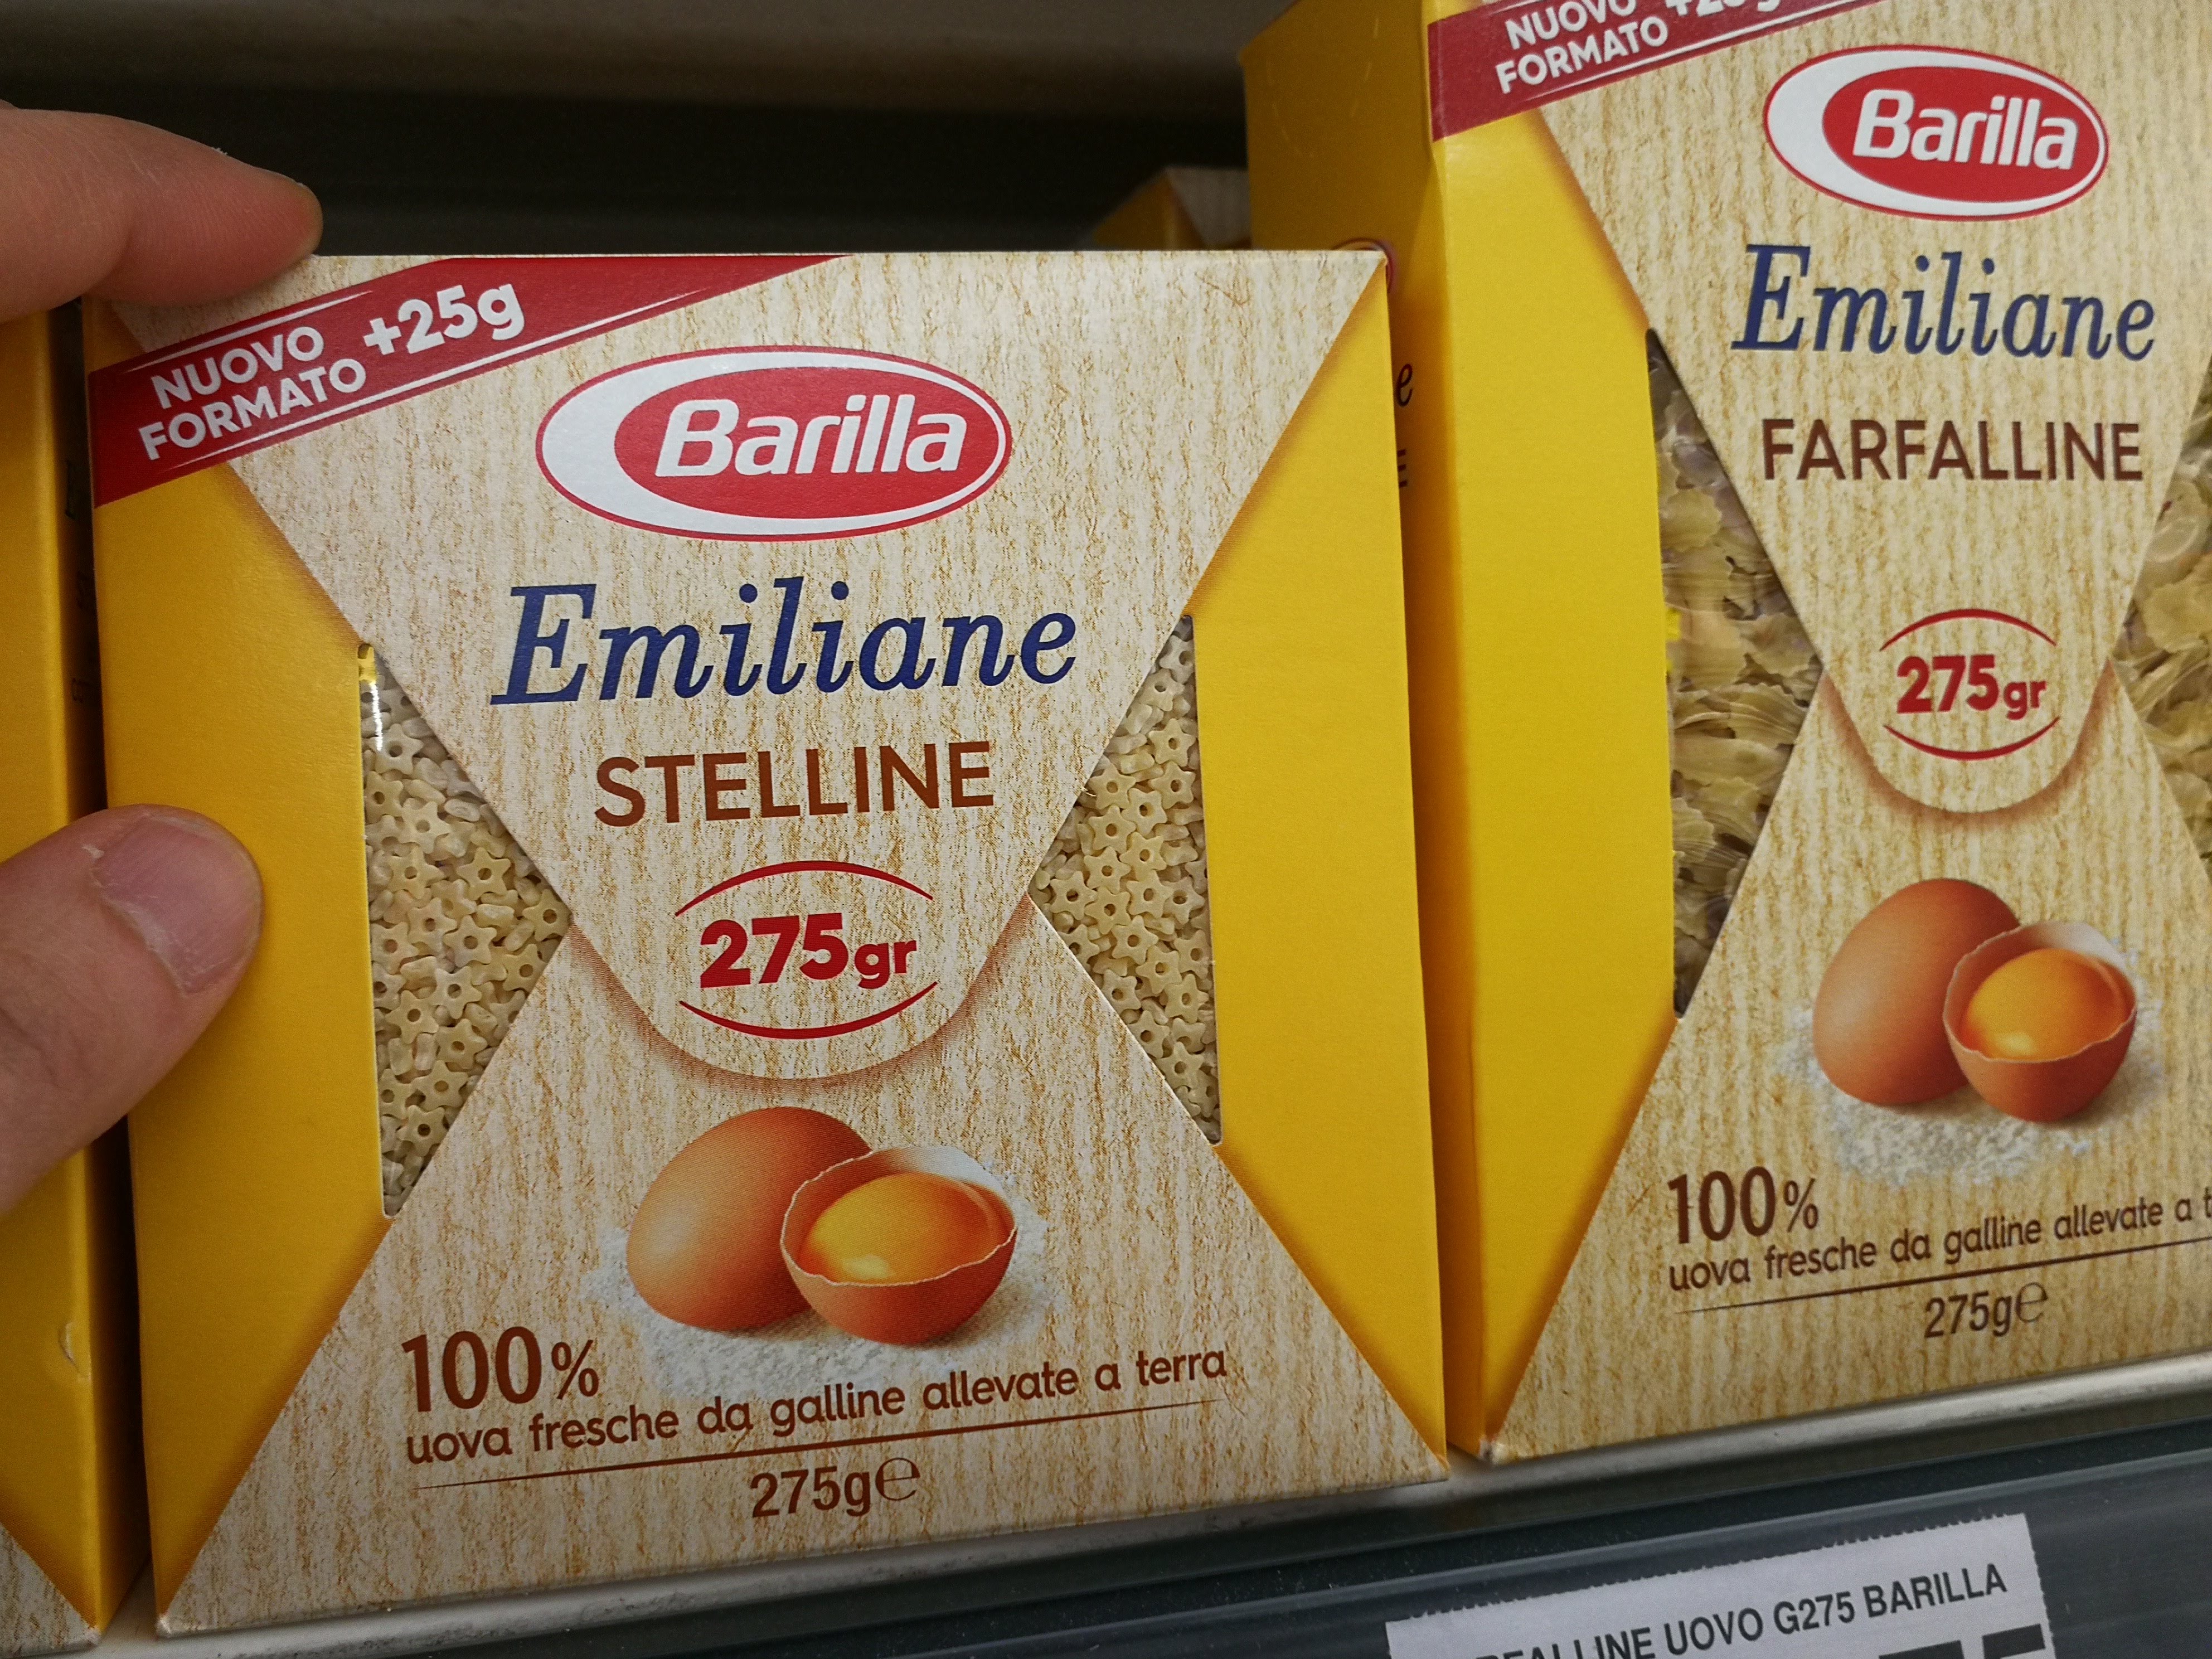 NUOVO
FORMATO +25g
Barilla
Emiliane
STELLINE
275gr
100%
uova fresche da galline allevate a terra
275g℮
NUOVO
FORMATO
Barilla
Emiliane
FARFALLINE
275gr
100%
uova fresche da galline allevate a
275g℮
UOVO G275 BARILLA